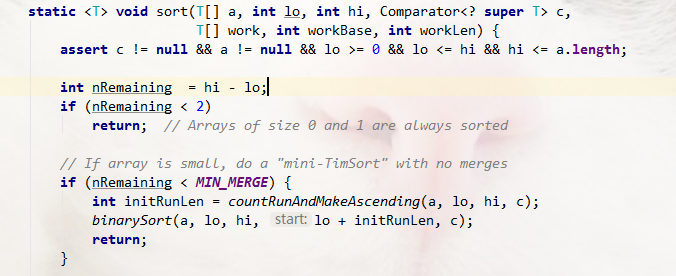 static <T> void sort(T[] a, int lo, int hi, Comparator<? super T> c,
                     T[] work, int workBase, int workLen) {
    assert c != null && a != null && lo >= 0 && lo <= hi && hi <= a.length;

    int nRemaining  = hi - lo;
    if (nRemaining < 2)
        return;  // Arrays of size 0 and 1 are always sorted

    // If array is small, do a "mini-TimSort" with no merges
    if (nRemaining < MIN_MERGE) {
        int initRunLen = countRunAndMakeAscending(a, lo, hi, c);
        binarySort(a, lo, hi, start: lo + initRunLen, c);
        return;
    }